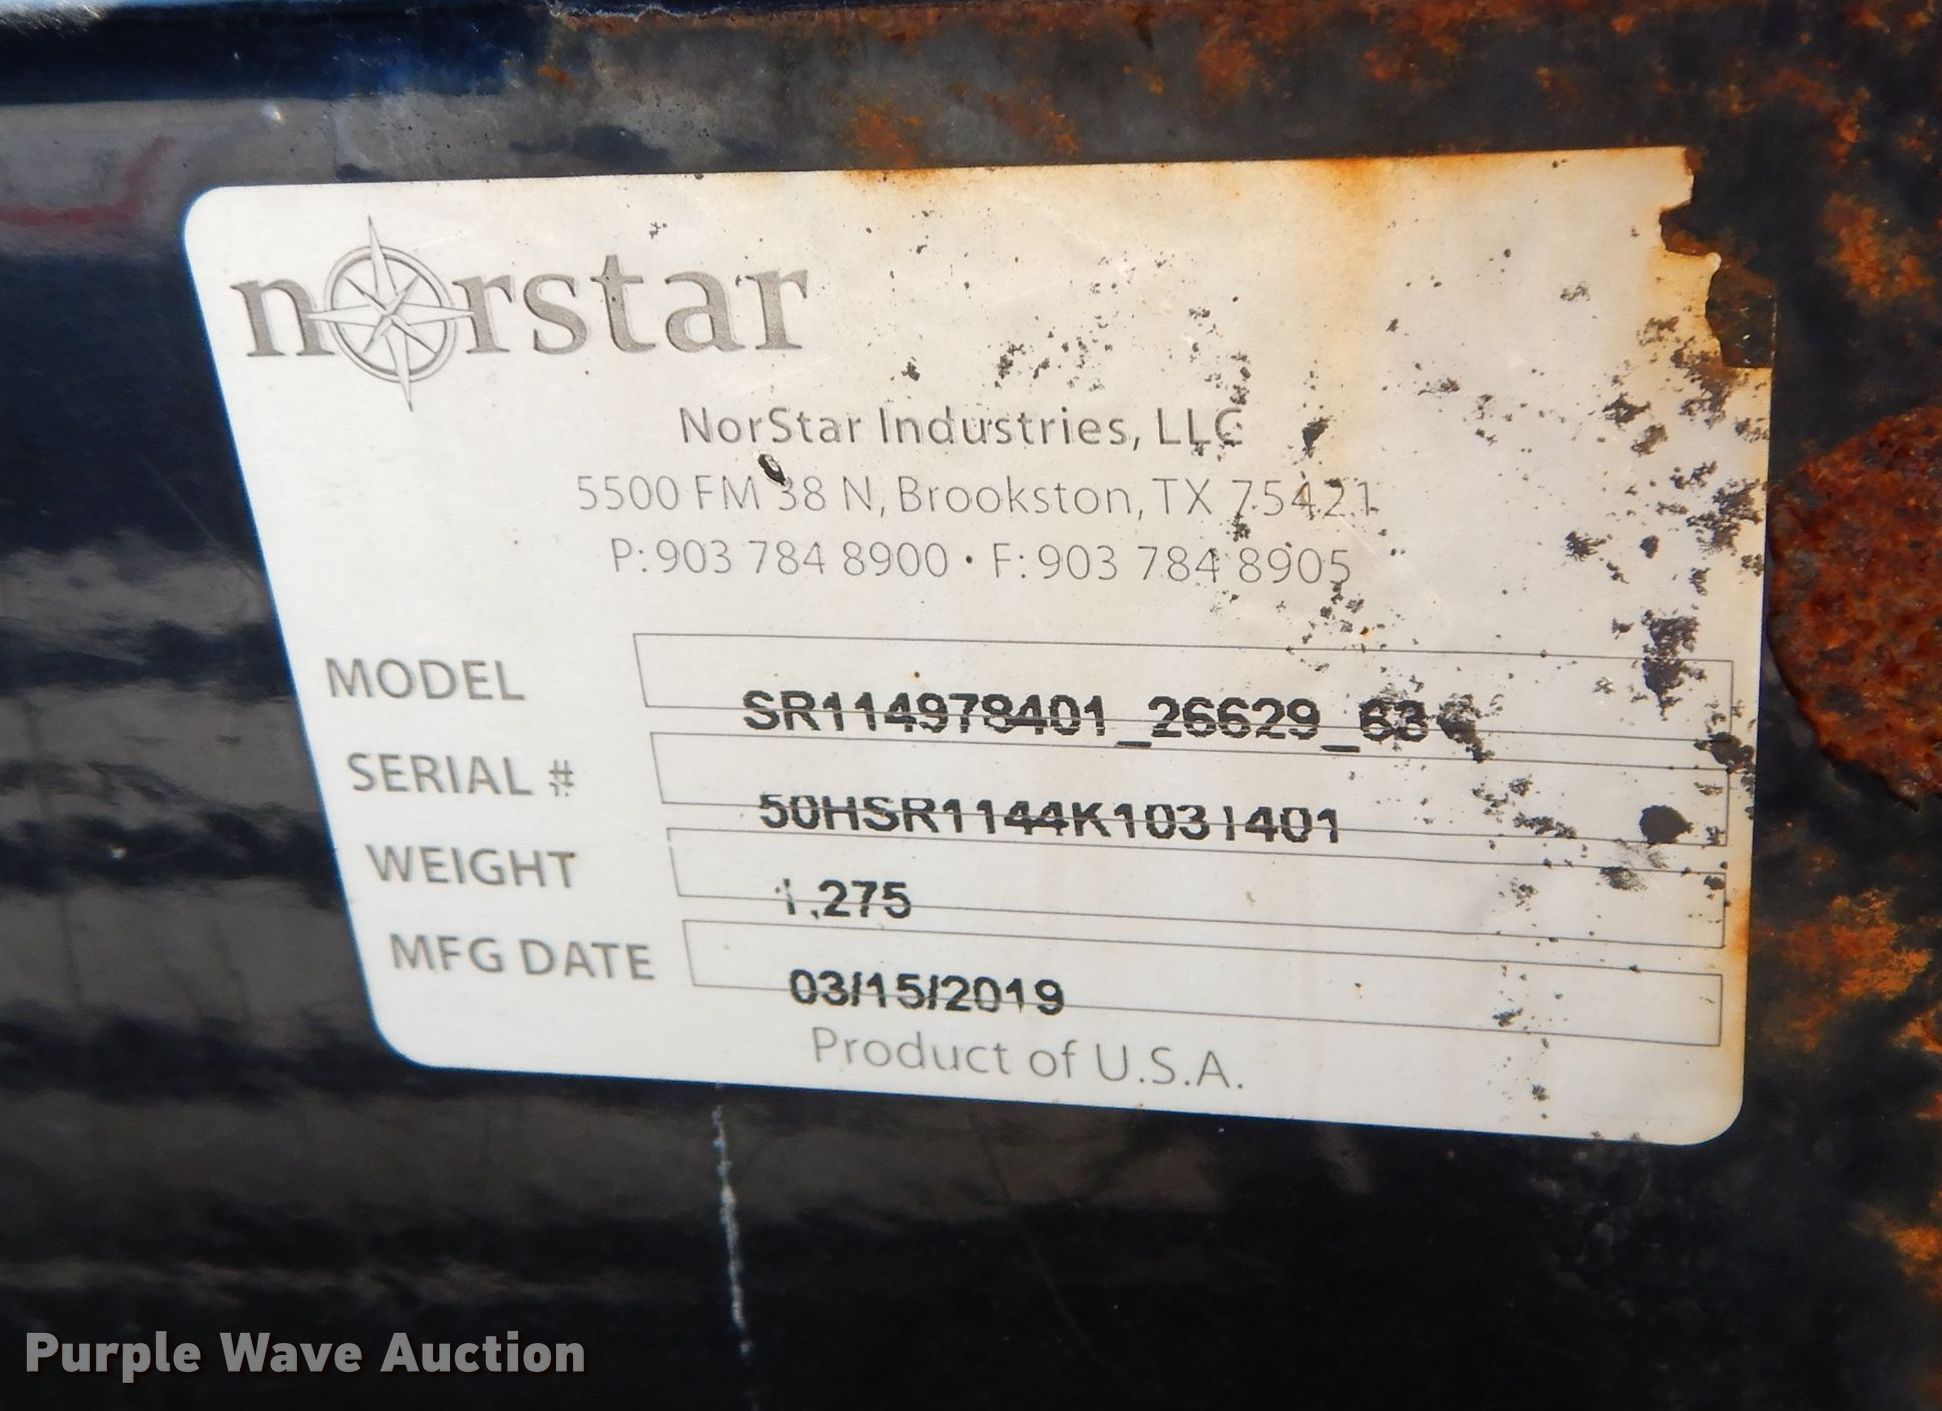 norstar
NorStar Industries, LLC
5500 FM 38 N, Brookston, TX 75421
P: 903 784 8900 • F: 903 784 8905
MODEL
SERIAL # 50HSR1144K1031401
WEIGHT 1,275
MFG DATE 03/15/2019
Product of U.S.A.
Purple Wave Auction